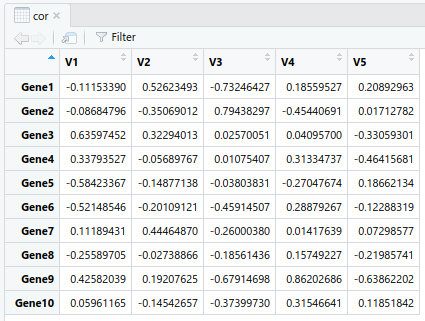 cor
Filter
V1 V2 V3 V4 V5
Gene1 -0.11153390 0.52623493 -0.73246427 0.18559527 0.20892963
Gene2 -0.08684796 -0.35069012 0.79438297 -0.45440691 0.01712782
Gene3 0.63597452 0.32294013 0.02570051 0.04095700 -0.33059301
Gene4 0.33793527 -0.05689767 0.01075407 0.31334737 -0.46415681
Gene5 -0.58423367 -0.14877138 -0.03803831 -0.27047674 0.18662134
Gene6 -0.52148546 -0.20109121 -0.45914507 0.28879267 -0.12288319
Gene7 0.11189431 0.44464870 -0.26000380 0.01417639 0.07298577
Gene8 -0.25589705 -0.02738866 -0.18561436 0.15749227 -0.21985741
Gene9 0.42582039 0.19207625 -0.67914698 0.86202686 -0.63862202
Gene10 0.05961165 -0.14542657 -0.37399730 0.31546641 0.11851842